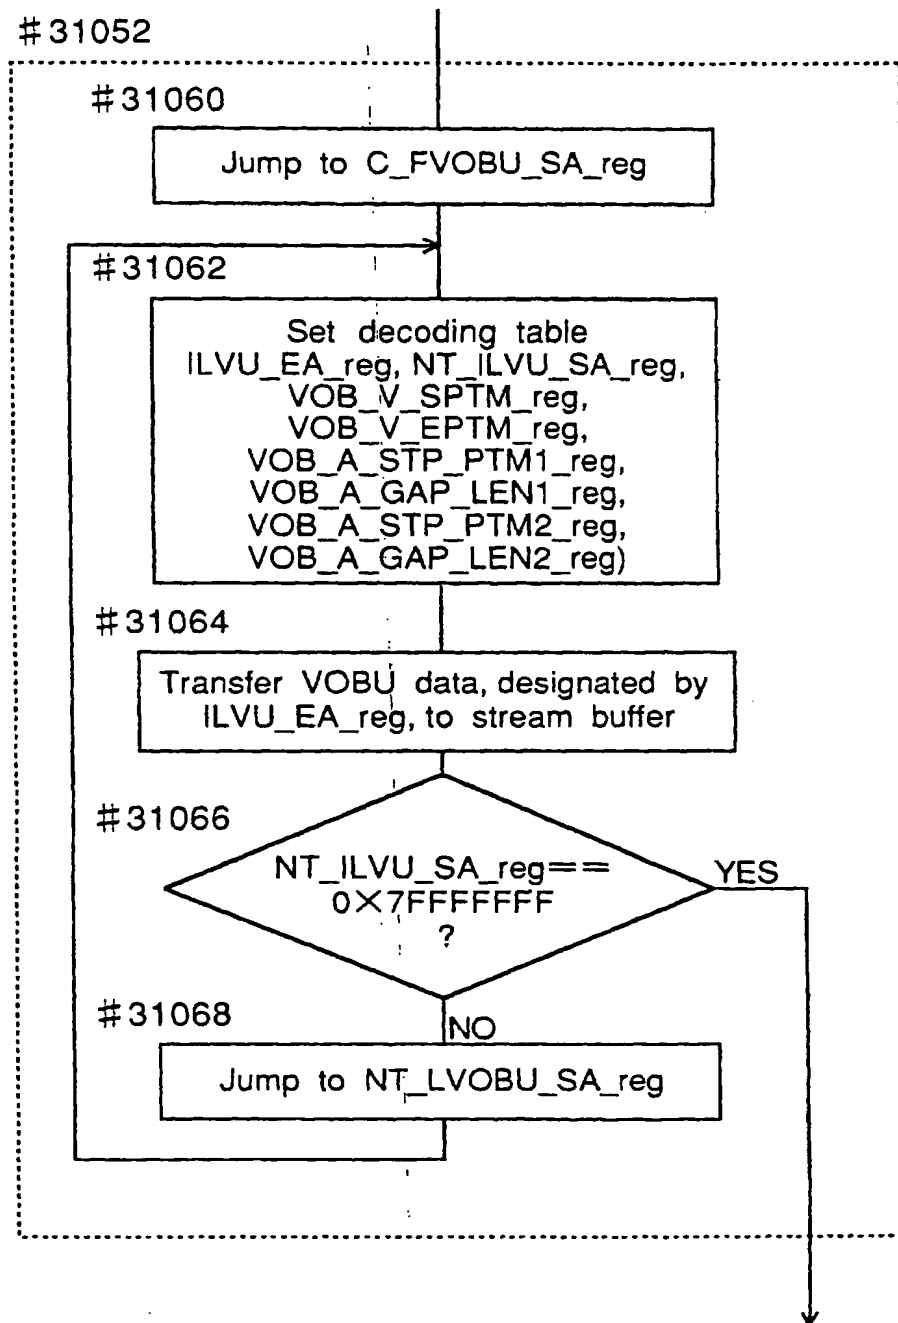 #31052
#31060
Jump to C_FVOBU_SA_reg
#31062
Set decoding table
ILVU_EA_reg, NT_ILVU_SA_reg,
VOB_V_SPTM_reg,
VOB_V_EPTM_reg,
VOB_A_STP_PTM1_reg,
VOB_A_GAP_LEN1_reg,
VOB_A_STP_PTM2_reg,
VOB_A_GAP_LEN2_reg)
#31064
Transfer VOBU data, designated by
ILVU_EA_reg, to stream buffer
#31066
NT_ILVU_SA_reg==
0×7FFFFFFF
?
YES
#31068
NO
Jump to NT_LVOBU_SA_reg